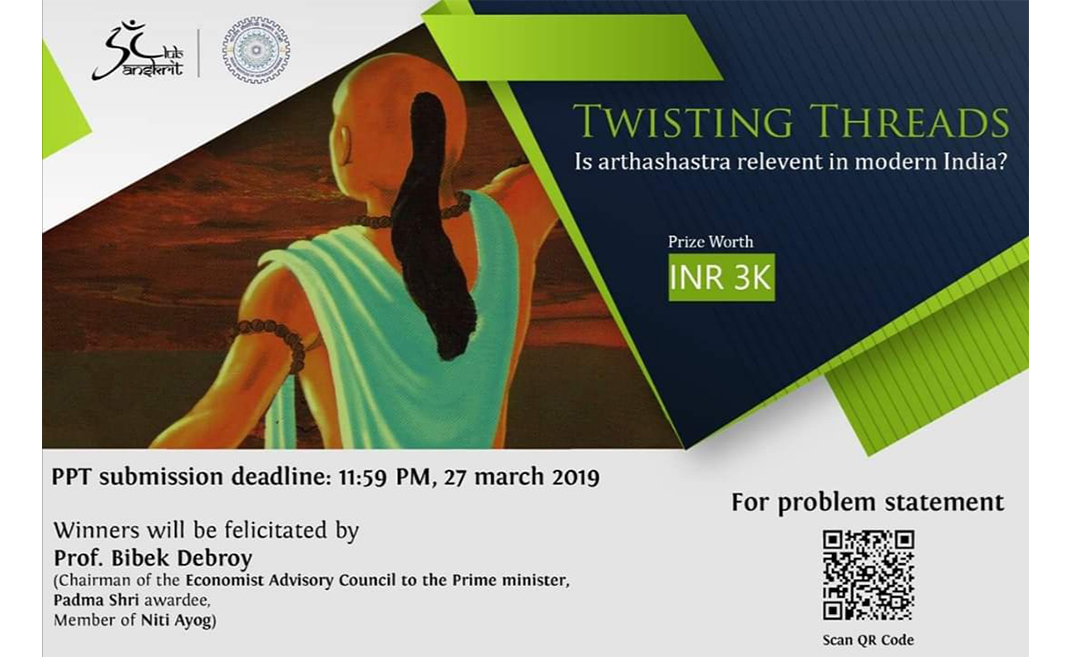 Sanskrit Club
TWISTING THREADS
Is arthashastra relevent in modern India?
Prize Worth
INR 3K
PPT submission deadline: 11:59 PM, 27 march 2019
Winners will be felicitated by
Prof. Bibek Debroy
(Chairman of the Economist Advisory Council to the Prime minister,
Padma Shri awardee,
Member of Niti Ayog)
For problem statement
Scan QR Code